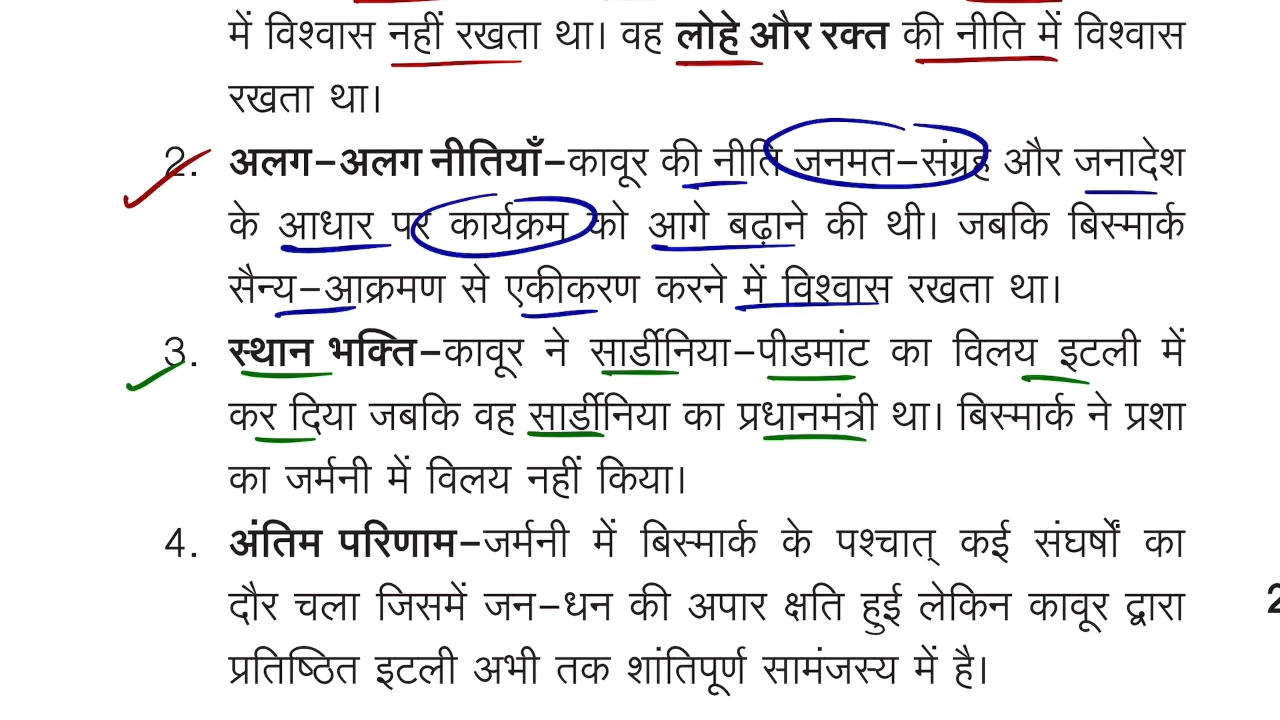 में विश्वास नहीं रखता था। वह लोहे और रक्त की नीति में विश्वास
रखता था।
2. अलग-अलग नीतियाँ-कावूर की नीति जनमत-संग्रह और जनादेश
के आधार पर कार्यक्रम को आगे बढ़ाने की थी। जबकि बिस्मार्क
सैन्य-आक्रमण से एकीकरण करने में विश्वास रखता था।
3. स्थान भक्ति-कावूर ने सार्डीनिया-पीडमांट का विलय इटली में
कर दिया जबकि वह सार्डीनिया का प्रधानमंत्री था। बिस्मार्क ने प्रशा
का जर्मनी में विलय नहीं किया।
4. अंतिम परिणाम-जर्मनी में बिस्मार्क के पश्चात् कई संघर्षों का
दौर चला जिसमें जन-धन की अपार क्षति हुई लेकिन कावूर द्वारा
प्रतिष्ठित इटली अभी तक शांतिपूर्ण सामंजस्य में है।
2